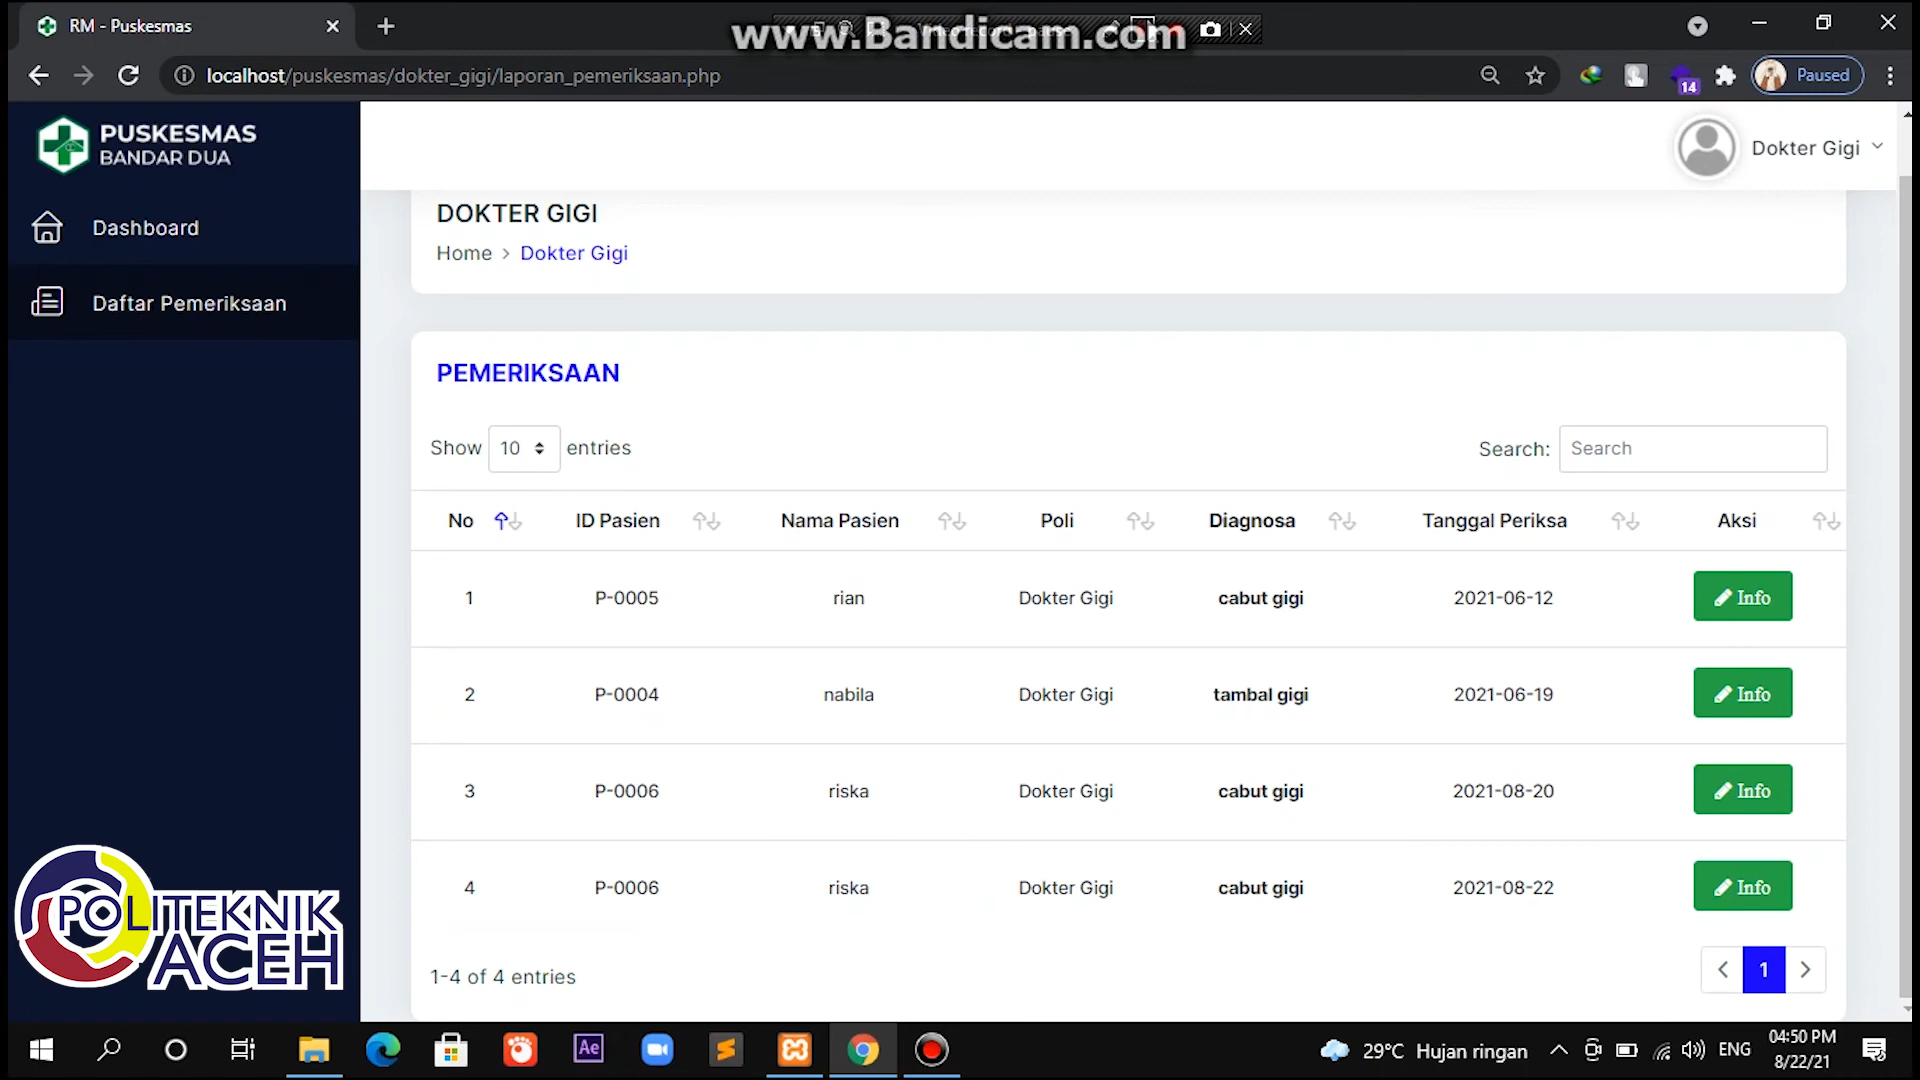 RM - Puskesmas
www.Bandicam.com
localhost/puskesmas/dokter_gigi/laporan_pemeriksaan.php
14
Paused
PUSKESMAS
BANDAR DUA
Dokter Gigi
Dashboard
Daftar Pemeriksaan
DOKTER GIGI
Home > Dokter Gigi
PEMERIKSAAN
Show 10 entries
Search: Search
No ID Pasien Nama Pasien Poli Diagnosa Tanggal Periksa Aksi
1 P-0005 rian Dokter Gigi cabut gigi 2021-06-12 Info
2 P-0004 nabila Dokter Gigi tambal gigi 2021-06-19 Info
3 P-0006 riska Dokter Gigi cabut gigi 2021-08-20 Info
4 P-0006 riska Dokter Gigi cabut gigi 2021-08-22 Info
1-4 of 4 entries
1
POLITEKNIK
ACEH
Ae
29°C Hujan ringan
ENG
04:50 PM
8/22/21